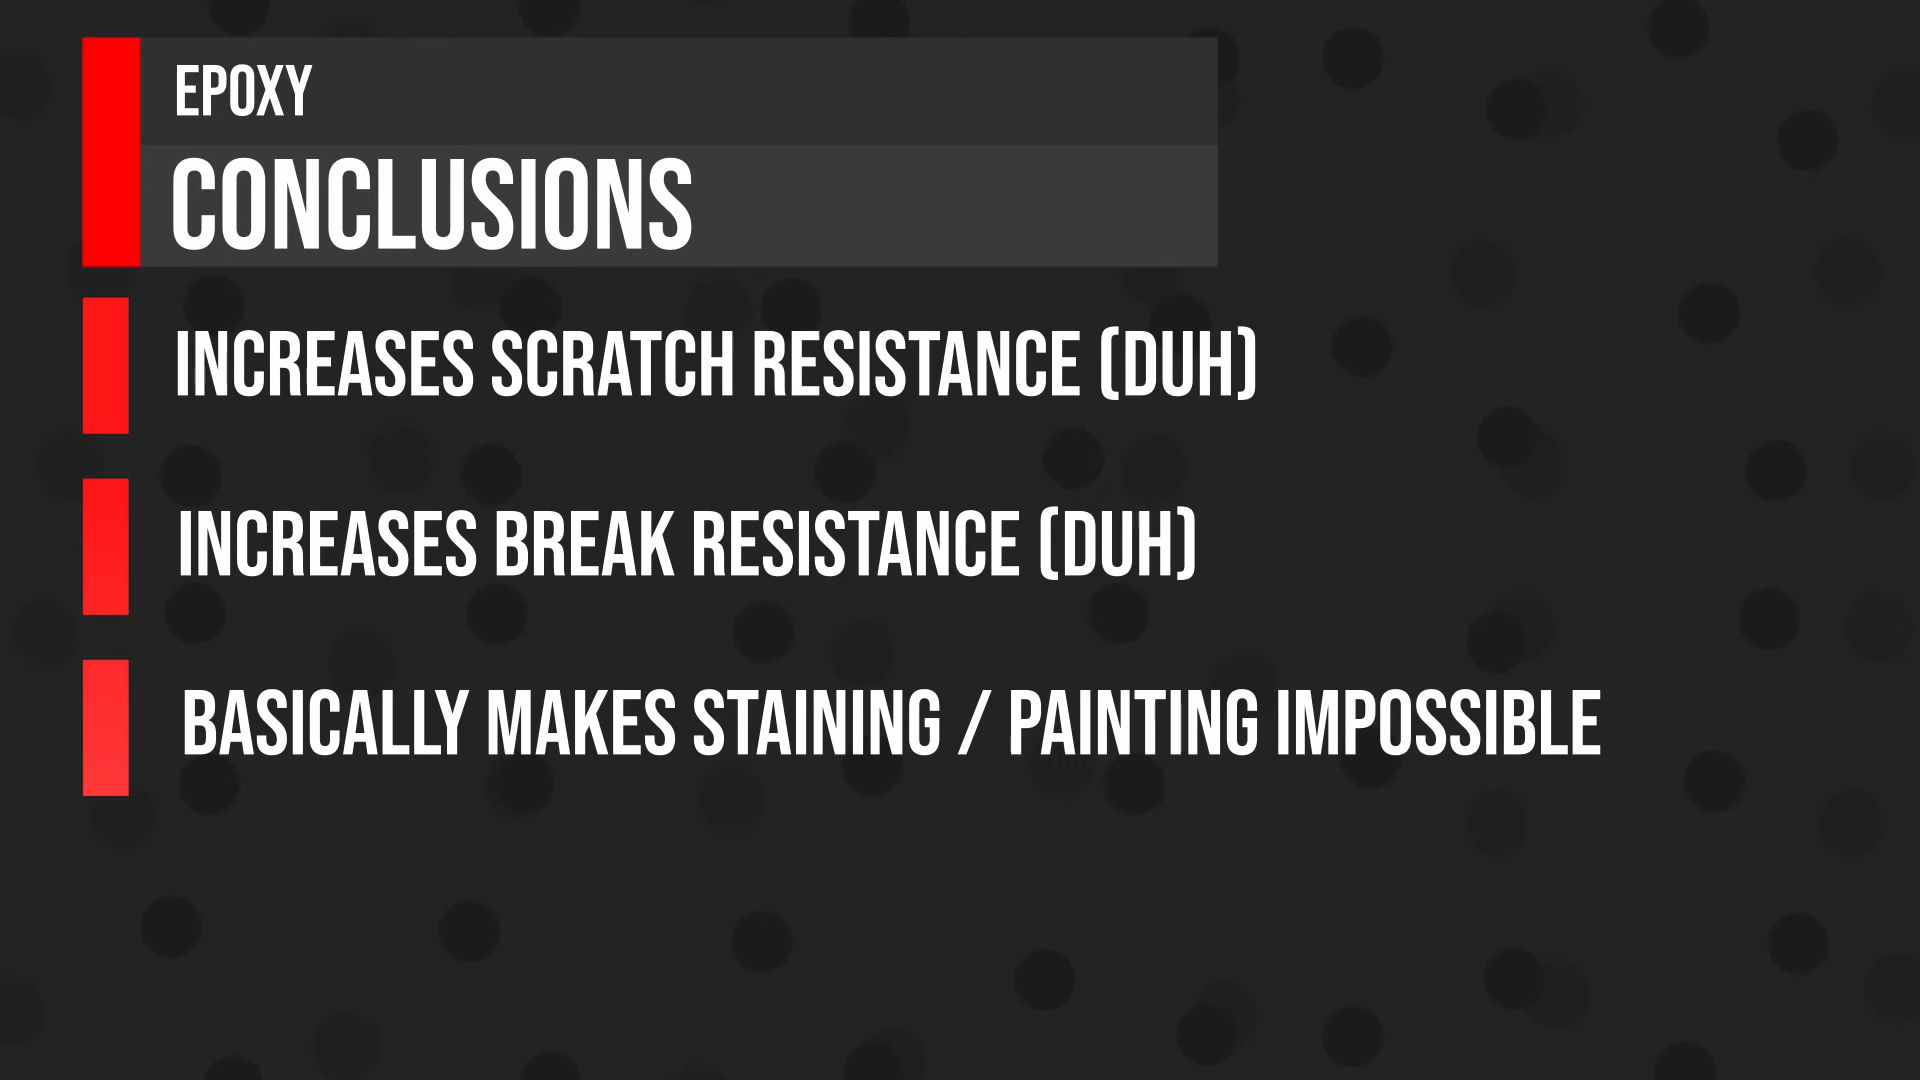 EPOXY
CONCLUSIONS
INCREASES SCRATCH RESISTANCE (DUH)
INCREASES BREAK RESISTANCE (DUH)
BASICALLY MAKES STAINING / PAINTING IMPOSSIBLE